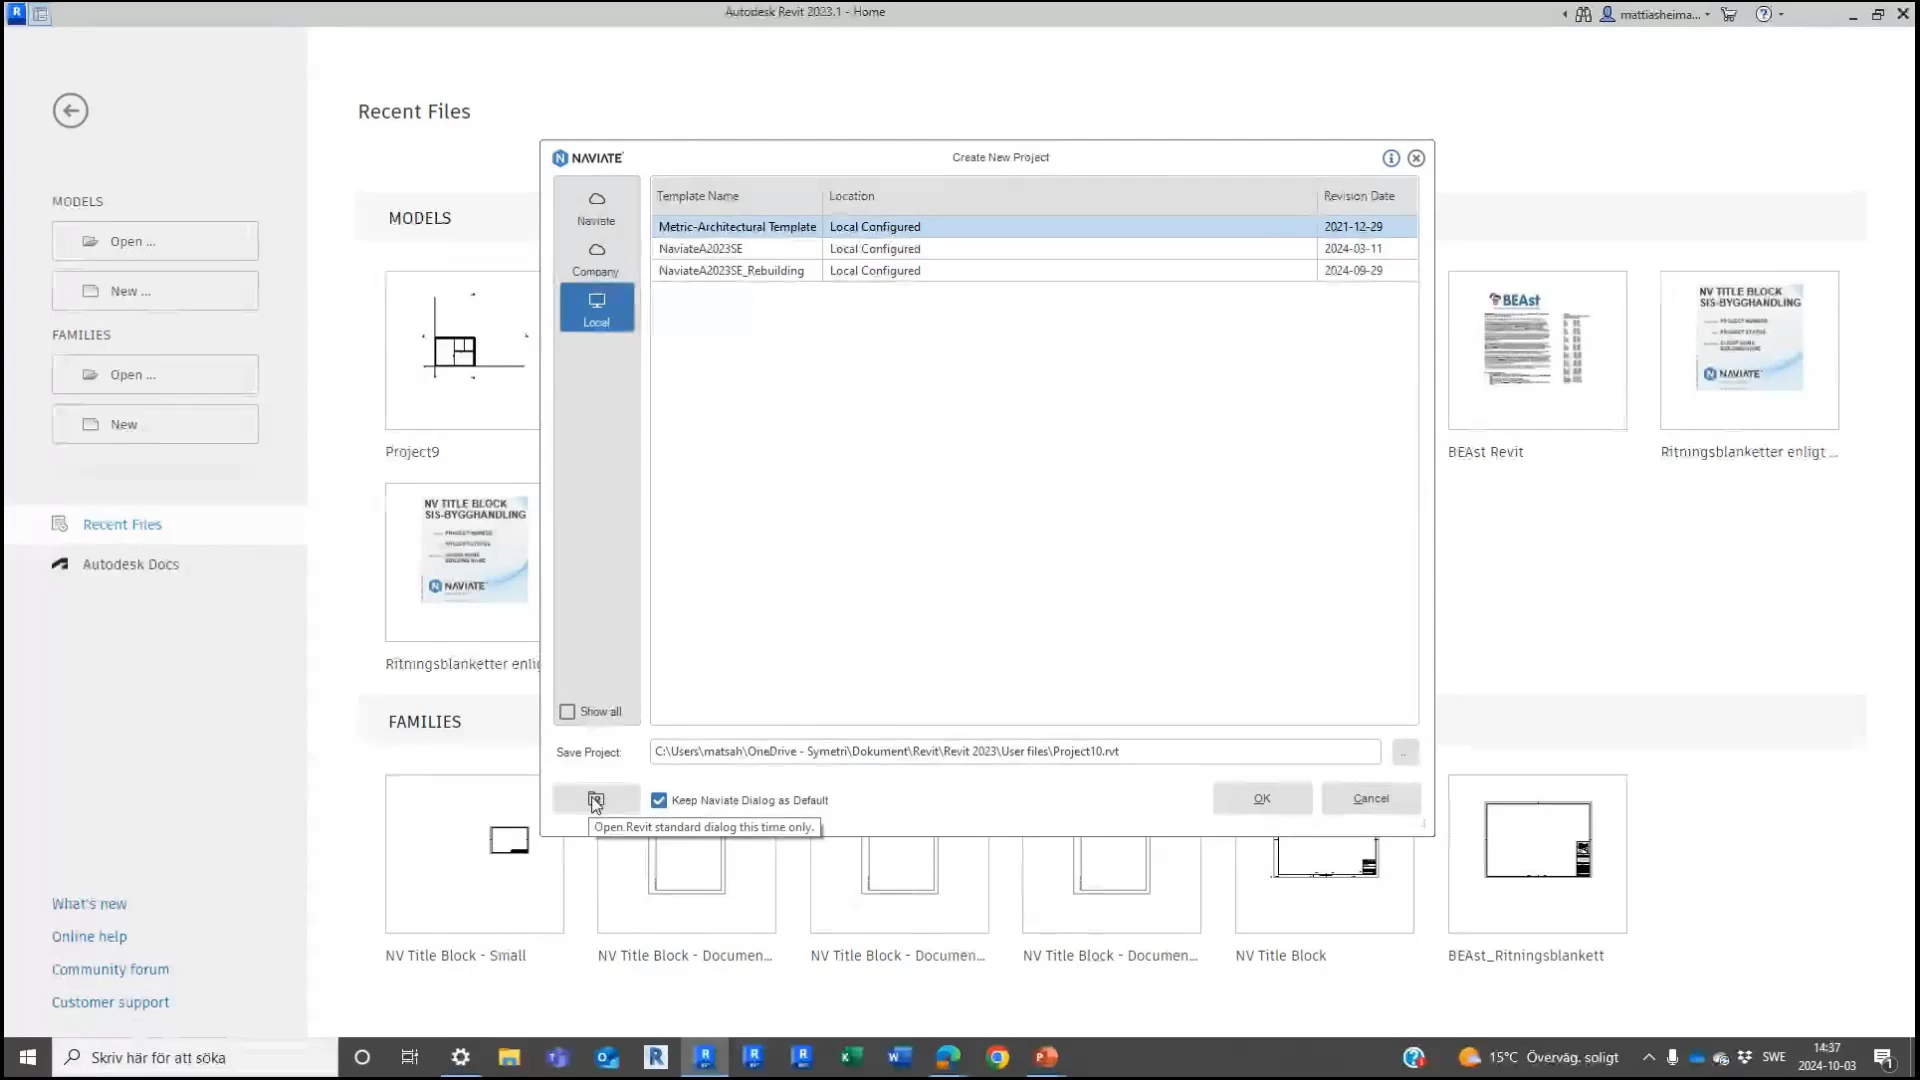 Autodesk Revit 2023.1 - Home
mattiasheima...
Recent Files
MODELS
Open ...
New ...
FAMILIES
Open ...
New
Recent Files
Autodesk Docs
What's new
Online help
Community forum
Customer support
MODELS
Project9
BEAst
BEAst Revit
NV TITLE BLOCK
SIS-BYGGHANDLING
NAVIATE
Ritningsblanketter enligt ...
NV TITLE BLOCK
SIS-BYGGHANDLING
NAVIATE
Ritningsblanketter enlig
NAVIATE
Create New Project
Naviate
Company
Local
Show all
Template Name Location Revision Date
Metric-Architectural Template Local Configured 2021-12-29
NaviateA2023SE Local Configured 2024-03-11
NaviateA2023SE_Rebuilding Local Configured 2024-09-29
Save Project:
C:\Users\matsah\OneDrive - Symetri\Dokument\Revit\Revit 2023\User files\Project10.rvt
..
Keep Naviate Dialog as Default
OK
Cancel
Open Revit standard dialog this time only.
FAMILIES
NV Title Block - Small
NV Title Block - Documen...
NV Title Block - Documen...
NV Title Block - Documen...
NV Title Block
BEAst_Ritningsblankett
Skriv här för att söka
15°C Överväg. soligt
SWE
14:37
2024-10-03
1